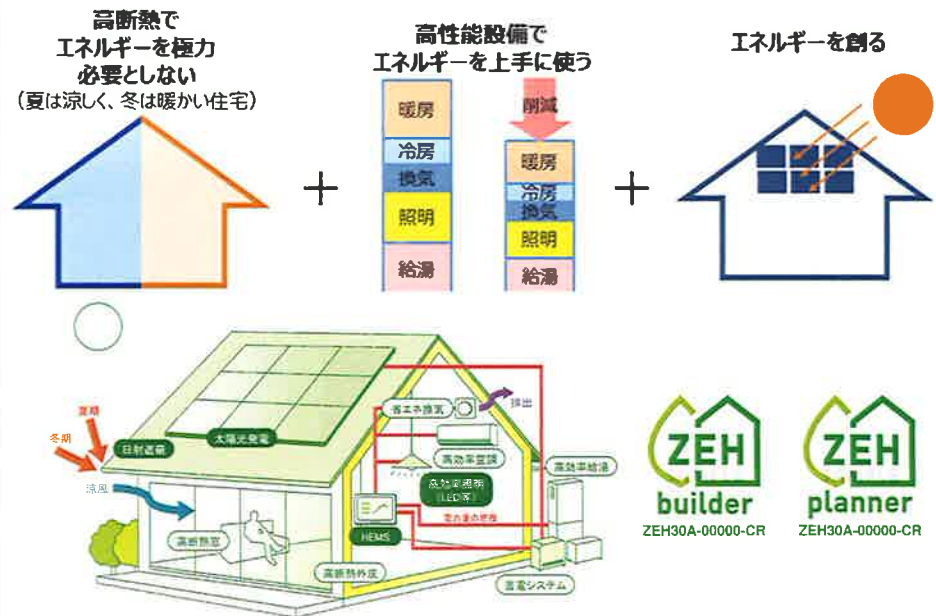 高断熱で
エネルギーを極力
必要としない
（夏は涼しく、冬は暖かい住宅）
高性能設備で
エネルギーを上手に使う
暖房
冷房
換気
照明
給湯
削減
暖房
冷房
換気
照明
給湯
エネルギーを創る
夏期
冬期
日射遮蔽
太陽光発電
涼風
高断熱窓
省エネ換気
排出
高効率空調
高効率照明
(LED等)
高効率給湯
HEMS
高断熱外皮
蓄電システム
ZEH
builder
ZEH30A-00000-CR
ZEH
planner
ZEH30A-00000-CR